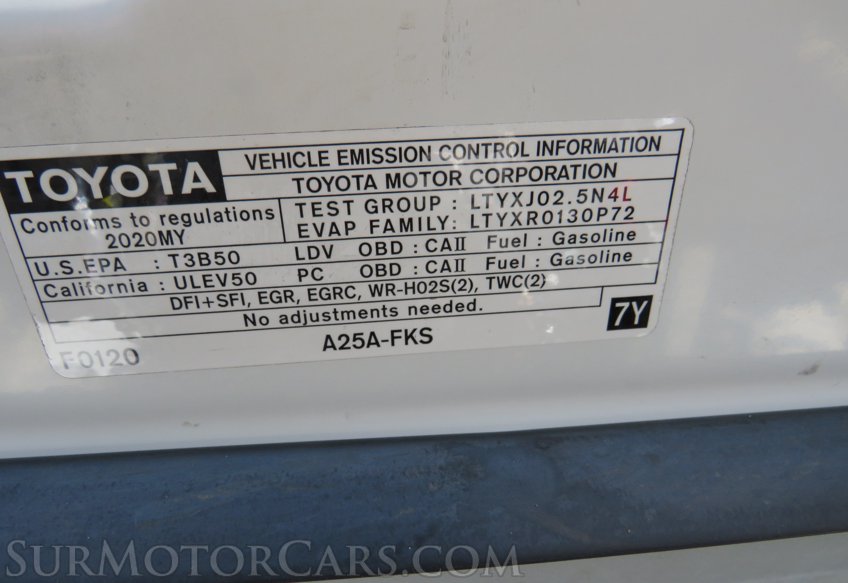 TOYOTA
VEHICLE EMISSION CONTROL INFORMATION
TOYOTA MOTOR CORPORATION
Conforms to regulations
2020MY
TEST GROUP : LTYXJ02.5N4L
EVAP FAMILY: LTYXR0130P72
U.S.EPA : T3B50 LDV OBD : CAII Fuel : Gasoline
California : ULEV50 PC OBD : CAII Fuel : Gasoline
DFI+SFI, EGR, EGRC, WR-HO2S(2), TWC(2)
No adjustments needed.
7Y
F0120
A25A-FKS
SurMotorCars.com